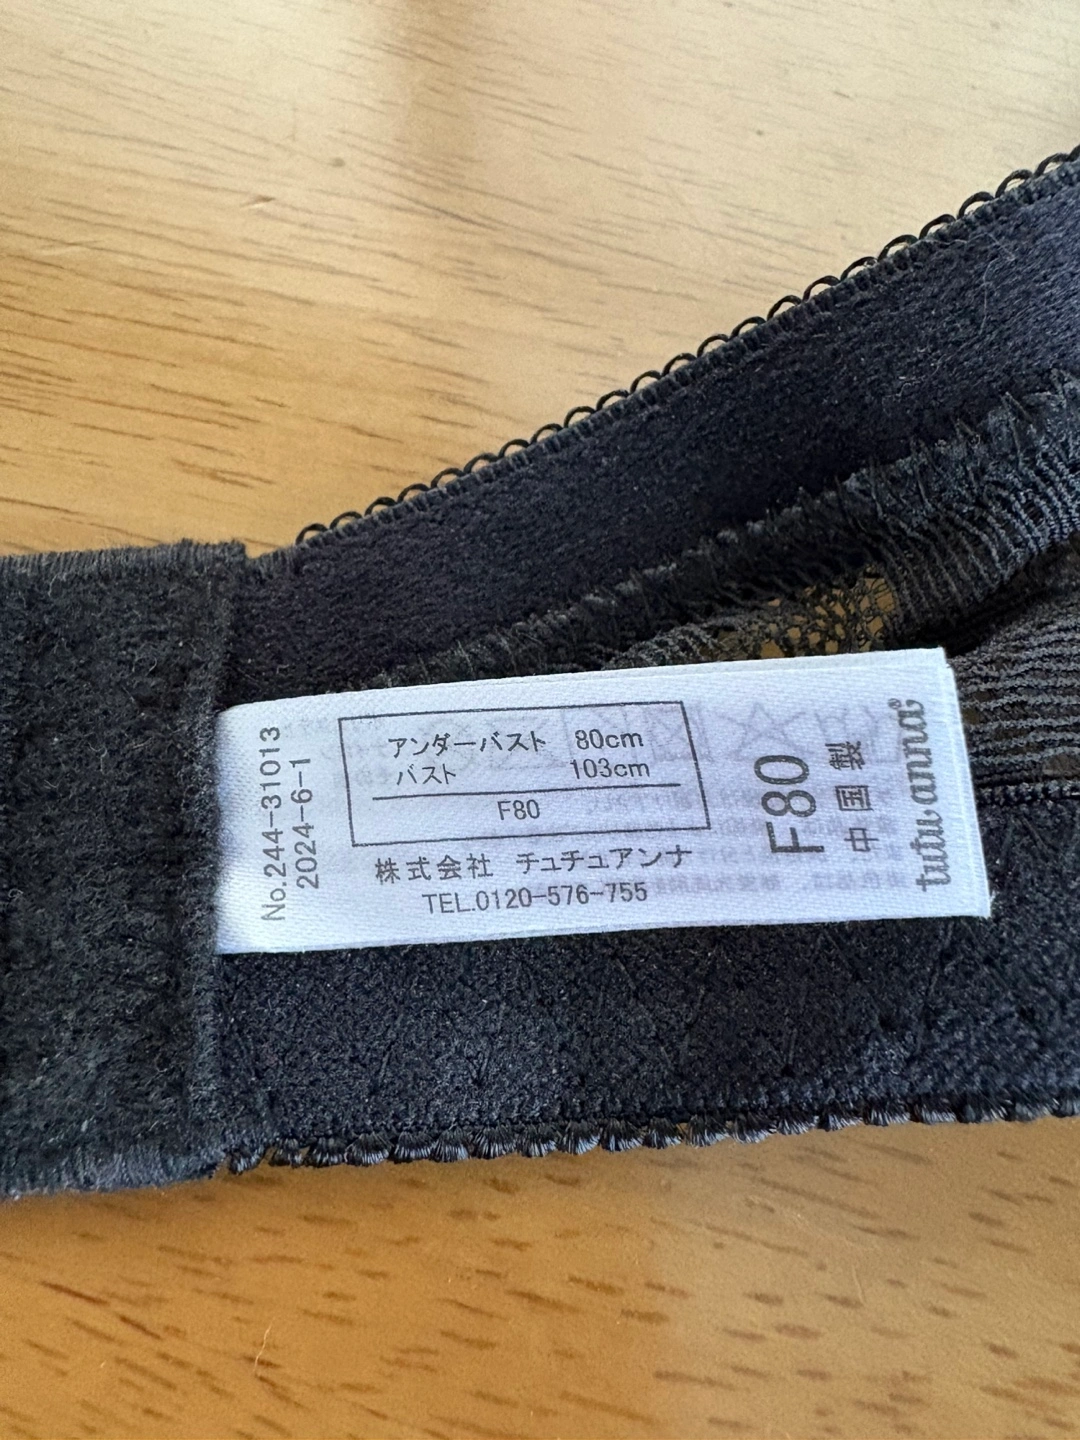 No.244-31013
2024-6-1
アンダーバスト 80cm
バスト 103cm
F80
株式会社 チュチュアンナ
TEL.0120-576-755
F80
中国製
tutuanna®